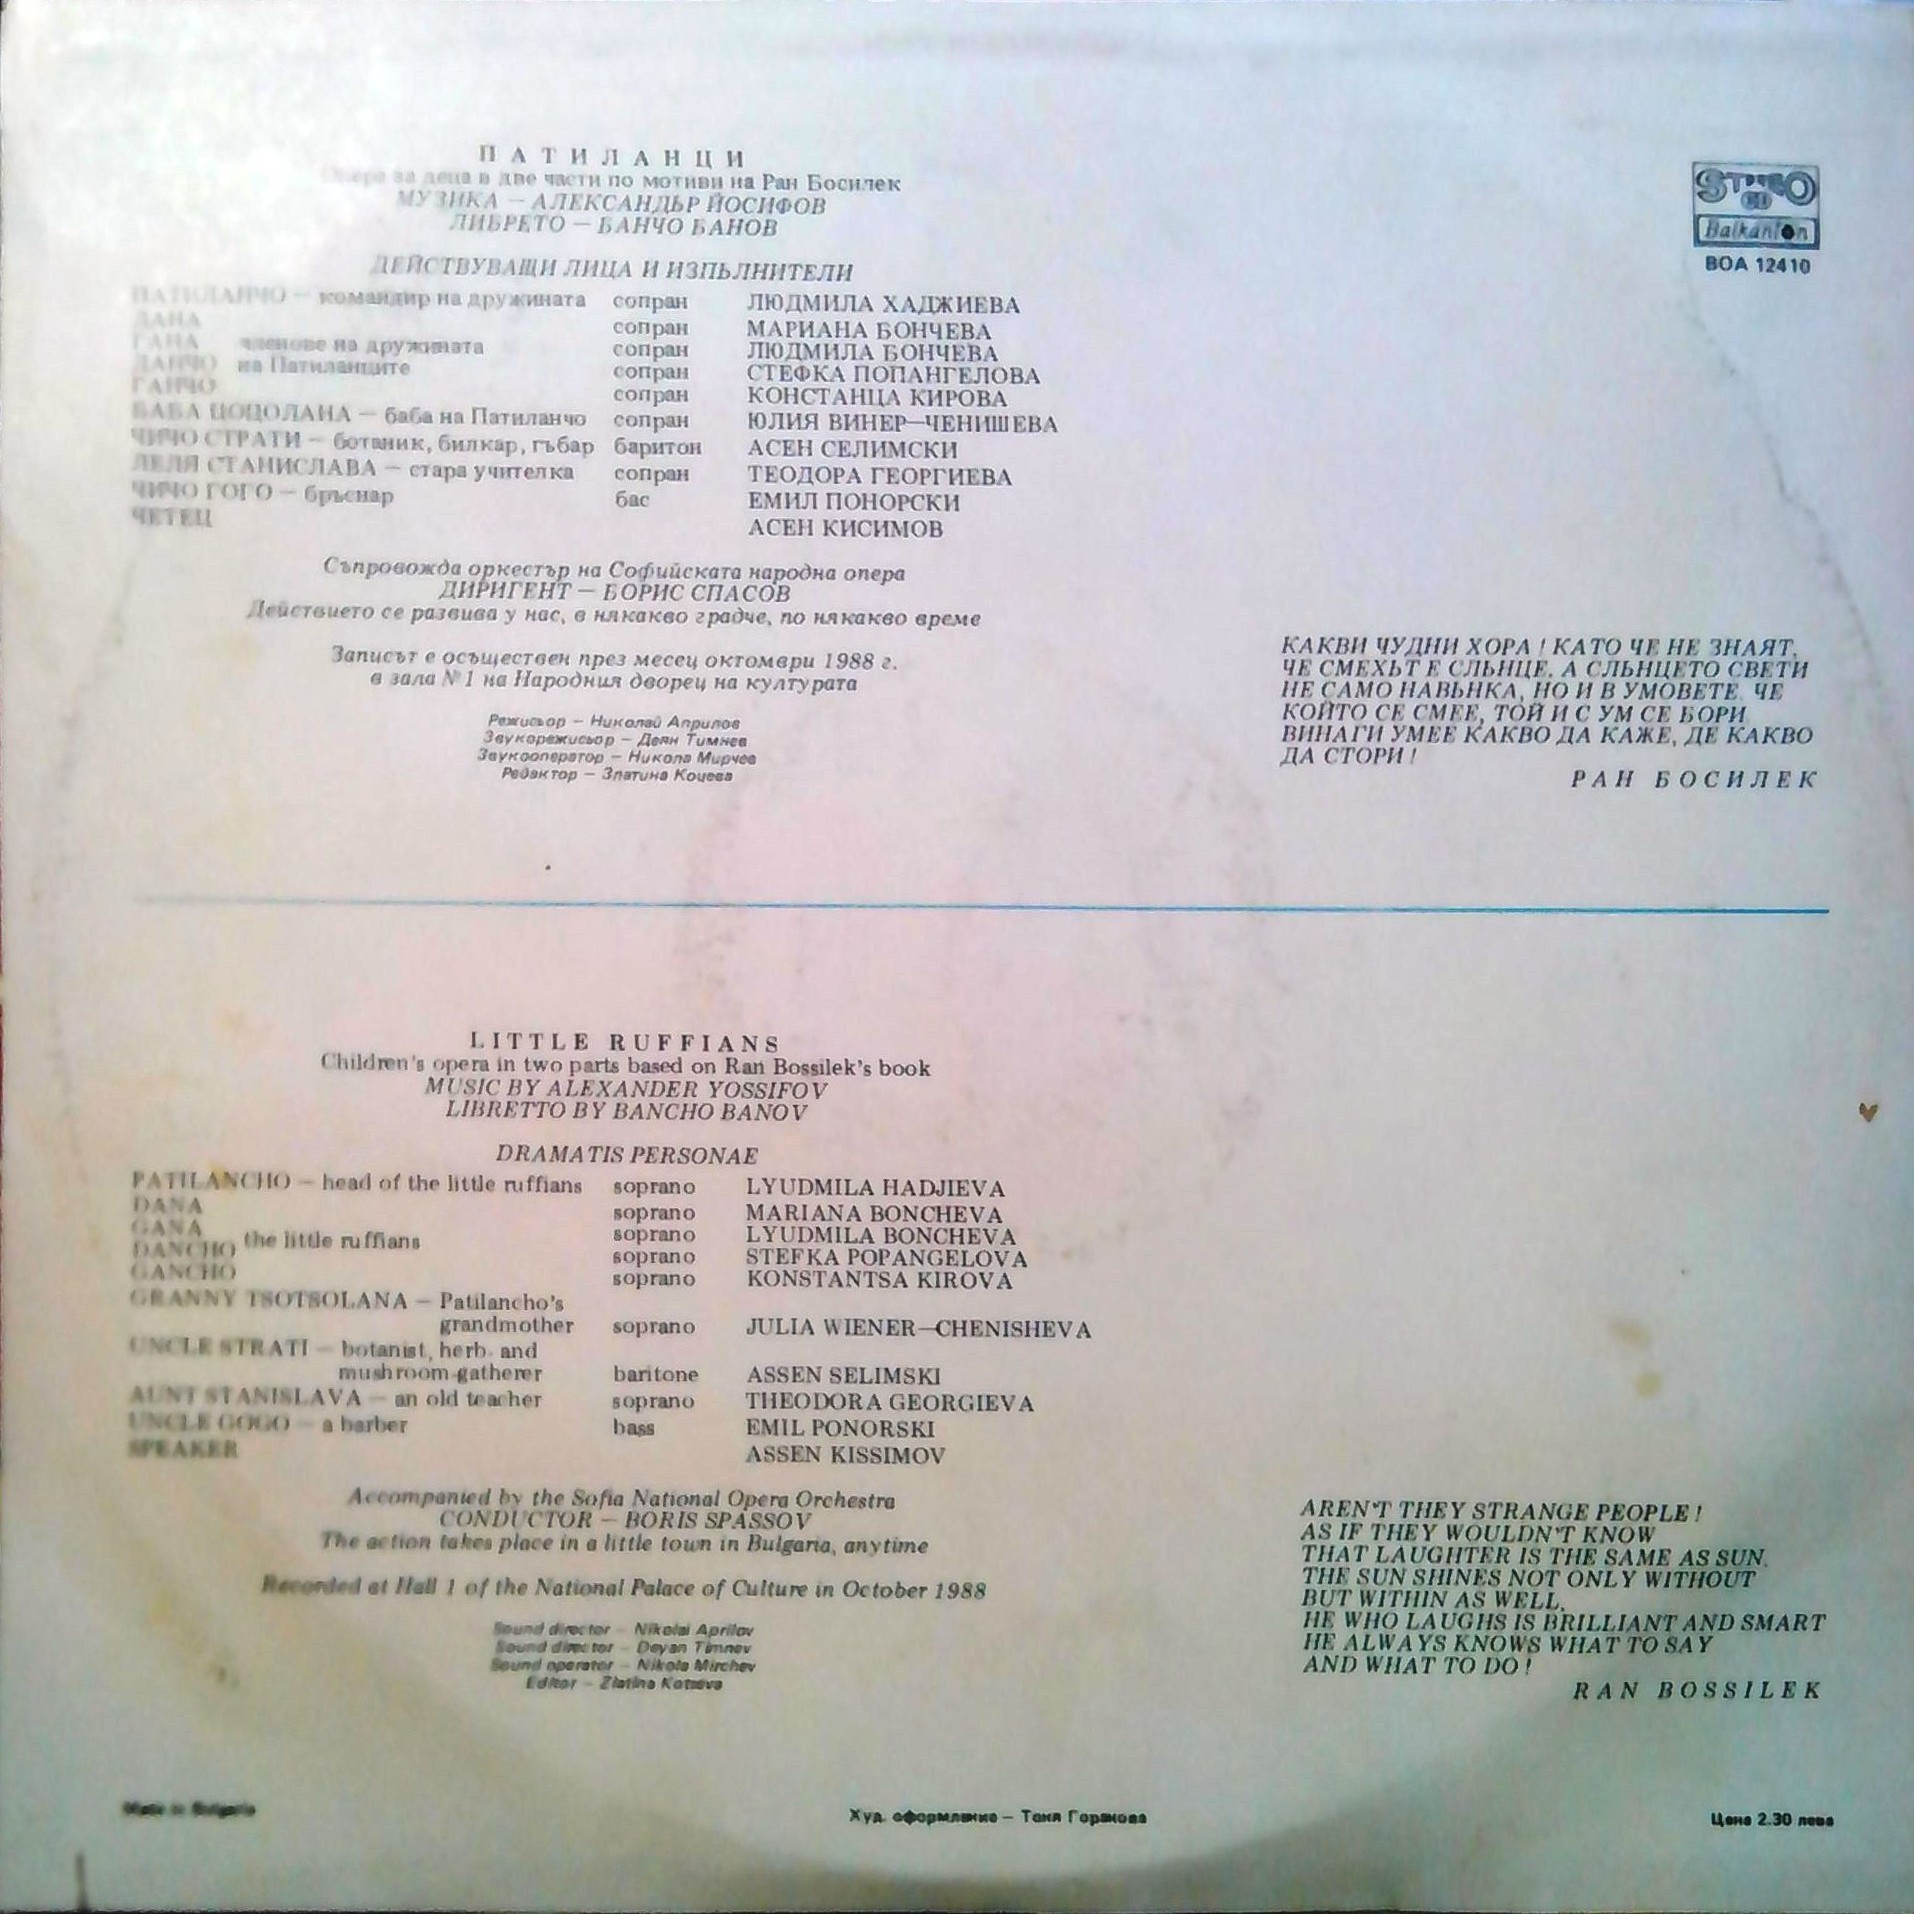 ПАТИЛАНЦИ
Опера за деца в две части по мотиви на Ран Босилек
МУЗИКА – АЛЕКСАНДЪР ЙОСИФОВ
ЛИБРЕТО – БАНЧО БАНОВ
ДЕЙСТВУВАЩИ ЛИЦА И ИЗПЪЛНИТЕЛИ
ПАТИЛАНЧО – командир на дружината сопран ЛЮДМИЛА ХАДЖИЕВА
ДАНА сопран МАРИАНА БОНЧЕВА
ГАНА членове на дружината сопран ЛЮДМИЛА БОНЧЕВА
ДАНЧО на Патиланците сопран СТЕФКА ПОПАНГЕЛОВА
ГАНЧО сопран КОНСТАНЦА КИРОВА
БАБА ЦОЦОЛАНА – баба на Патиланчо сопран ЮЛИЯ ВИНЕР–ЧЕНИШЕВА
ЧИЧО СТРАТИ – ботаник, билкар, гъбар баритон АСЕН СЕЛИМСКИ
ЛЕЛЯ СТАНИСЛАВА – стара учителка сопран ТЕОДОРА ГЕОРГИЕВА
ЧИЧО ГОГО – бръснар бас ЕМИЛ ПОНОРСКИ
ЧЕТЕЦ АСЕН КИСИМОВ
Съпровожда оркестър на Софийската народна опера
ДИРИГЕНТ – БОРИС СПАСОВ
Действието се развива у нас, в някакво градче, по някакво време
Записът е осъществен през месец октомври 1988 г.
в зала №1 на Народния дворец на културата
Режисьор – Николай Априлов
Звукорежисьор – Деян Тимнев
Звукооператор – Никола Мирчев
Редактор – Златина Коцева
STEREO
Balkanton
ВОА 12410
КАКВИ ЧУДНИ ХОРА! КАТО ЧЕ НЕ ЗНАЯТ,
ЧЕ СМЕХЪТ Е СЛЪНЦЕ. А СЛЪНЦЕТО СВЕТИ
НЕ САМО НАВЪНКА, НО И В УМОВЕТЕ. ЧЕ
КОЙТО СЕ СМЕЕ, ТОЙ И С УМ СЕ БОРИ
ВИНАГИ УМЕЕ КАКВО ДА КАЖЕ, ДЕ КАКВО
ДА СТОРИ!
РАН БОСИЛЕК
LITTLE RUFFIANS
Children's opera in two parts based on Ran Bossilek's book
MUSIC BY ALEXANDER YOSSIFOV
LIBRETTO BY BANCHO BANOV
DRAMATIS PERSONAE
PATILANCHO – head of the little ruffians soprano LYUDMILA HADJIEVA
DANA soprano MARIANA BONCHEVA
GANA the little ruffians soprano LYUDMILA BONCHEVA
DANCHO soprano STEFKA POPANGELOVA
GANCHO soprano KONSTANTSA KIROVA
GRANNY TSOTSOLANA – Patilancho's
grandmother soprano JULIA WIENER–CHENISHEVA
UNCLE STRATI – botanist, herb- and
mushroom-gatherer baritone ASSEN SELIMSKI
AUNT STANISLAVA – an old teacher soprano THEODORA GEORGIEVA
UNCLE GOGO – a barber bass EMIL PONORSKI
SPEAKER ASSEN KISSIMOV
Accompanied by the Sofia National Opera Orchestra
CONDUCTOR – BORIS SPASSOV
The action takes place in a little town in Bulgaria, anytime
Recorded at Hall 1 of the National Palace of Culture in October 1988
Sound director – Nikolai Aprilov
Sound director – Deyan Timnev
Sound operator – Nikola Mirchev
Editor – Zlatina Kotseva
AREN'T THEY STRANGE PEOPLE!
AS IF THEY WOULDN'T KNOW
THAT LAUGHTER IS THE SAME AS SUN.
THE SUN SHINES NOT ONLY WITHOUT
BUT WITHIN AS WELL.
HE WHO LAUGHS IS BRILLIANT AND SMART
HE ALWAYS KNOWS WHAT TO SAY
AND WHAT TO DO!
RAN BOSSILEK
Made in Bulgaria
Худ. оформление – Таня Горанова
Цена 2.30 лева